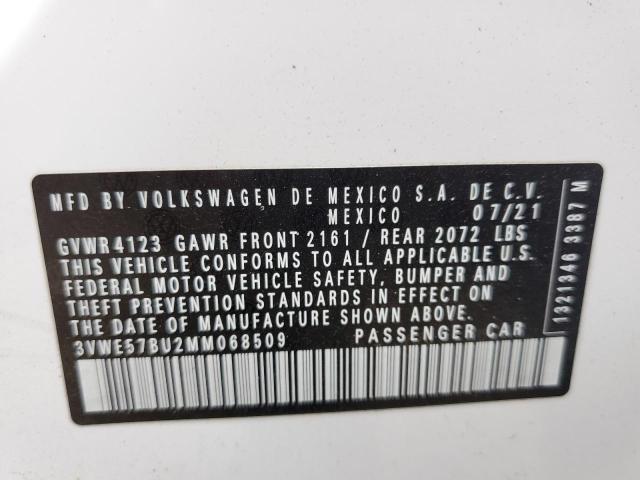 MFD BY VOLKSWAGEN DE MEXICO S.A. DE C.V.
MEXICO 07/21
GVWR 4123 GAWR FRONT 2161 / REAR 2072 LBS
THIS VEHICLE CONFORMS TO ALL APPLICABLE U.S.
FEDERAL MOTOR VEHICLE SAFETY, BUMPER AND
THEFT PREVENTION STANDARDS IN EFFECT ON
THE DATE OF MANUFACTURE SHOWN ABOVE.
3VWE57BU2MM068509 PASSENGER CAR
1321346 3387 M